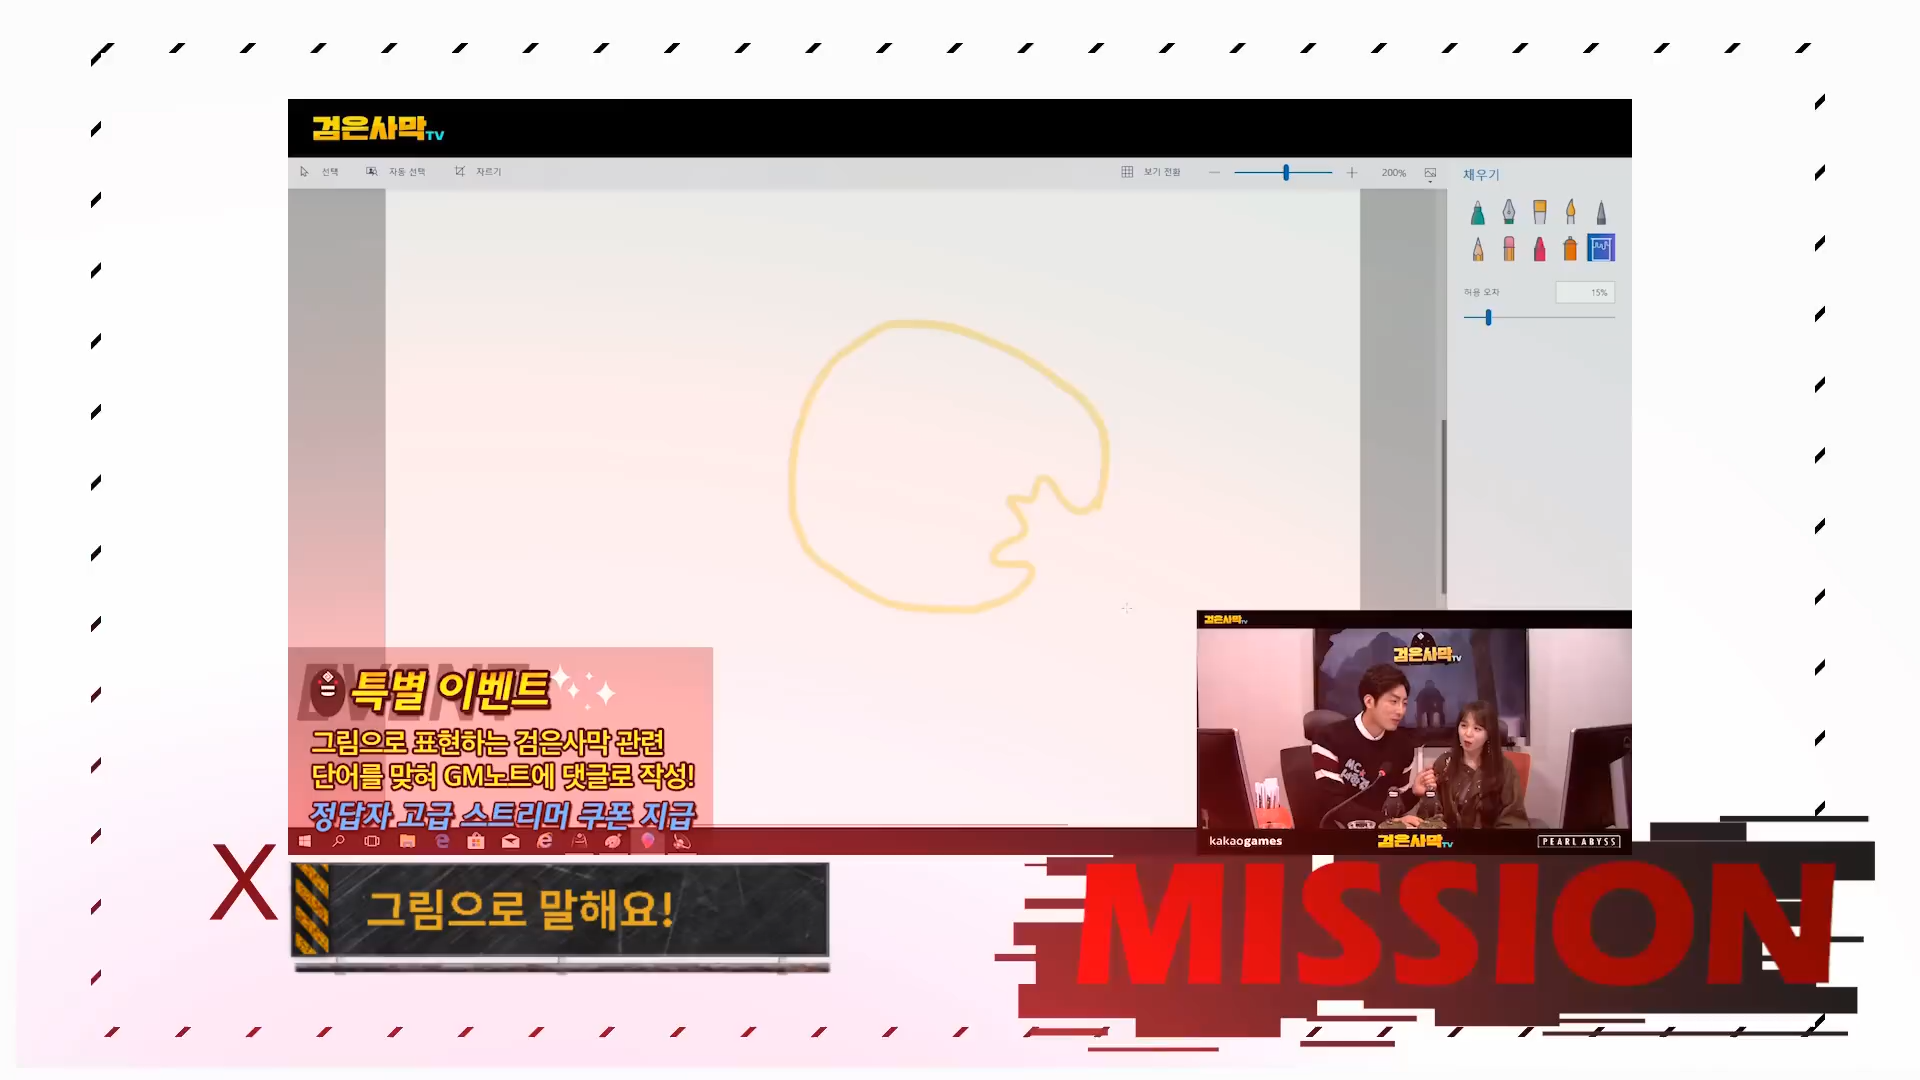 검은사막TV
선택 자동 선택 자르기 보기 전환 200%
채우기
허용 오차 15%
EVENT
특별 이벤트
그림으로 표현하는 검은사막 관련
단어를 맞혀 GM노트에 댓글로 작성!
정답자 고급 스트리머 쿠폰 지급
검은사막TV
검은사막TV
kakaogames 검은사막TV PEARL ABYSS
X 그림으로 말해요!
MISSION